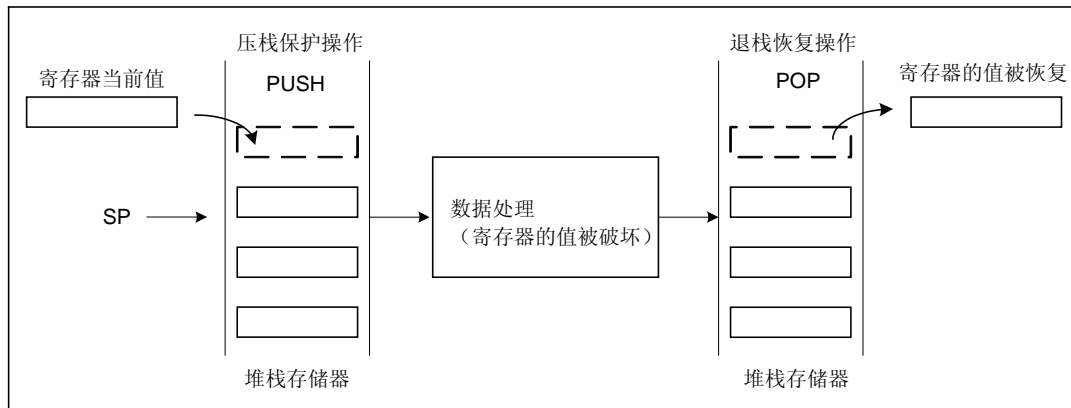 压栈保护操作
退栈恢复操作
寄存器当前值
PUSH
POP
寄存器的值被恢复
SP
数据处理
（寄存器的值被破坏）
堆栈存储器
堆栈存储器